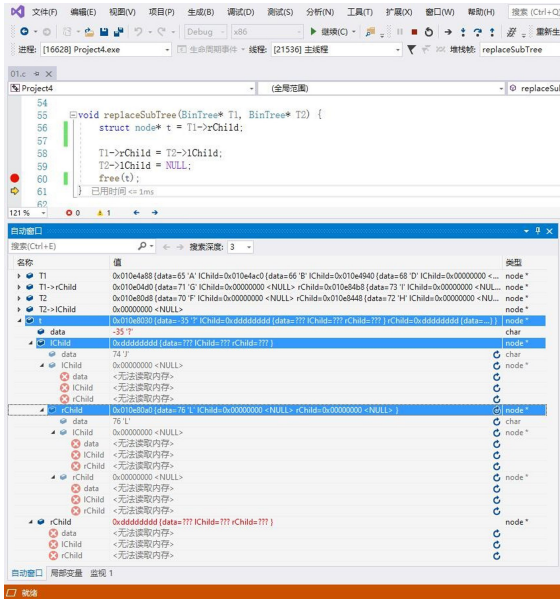 文件(F) 编辑(E) 视图(V) 项目(P) 生成(B) 调试(D) 测试(S) 分析(N) 工具(T) 扩展(X) 窗口(W) 帮助(H) 搜索 (Ctrl+Q)
Debug x86 继续(C) 重新生
进程: [16628] Project4.exe 生命周期事件 线程: [21536] 主线程 堆栈帧: replaceSubTree
01.c
Project4 (全局范围) replaceSu
54
55 void replaceSubTree(BinTree* T1, BinTree* T2) {
56 struct node* t = T1->rChild;
57
58 T1->rChild = T2->lChild;
59 T2->lChild = NULL;
60 free(t);
61 } 已用时间 <= 1ms
62
121 % 0 1
自动窗口
搜索(Ctrl+E) 搜索深度: 3
名称 值 类型
T1 0x010e4a88 {data=65 'A' lChild=0x010e4ac0 {data=66 'B' lChild=0x010e4940 {data=68 'D' lChild=0x00000000 <... node *
T1->rChild 0x010e04d0 {data=71 'G' lChild=0x00000000 <NULL> rChild=0x010e84b8 {data=73 'I' lChild=0x00000000 <NUL... node *
T2 0x010e80d8 {data=70 'F' lChild=0x00000000 <NULL> rChild=0x010e8448 {data=72 'H' lChild=0x00000000 <NUL... node *
T2->lChild 0x00000000 <NULL> node *
t 0x010e8030 {data=-35 '?' lChild=0xdddddddd {data=??? lChild=??? rChild=??? } rChild=0xdddddddd {data=...} } node *
data -35 '?' char
lChild 0xdddddddd {data=??? lChild=??? rChild=??? } node *
data 74 'J' char
lChild 0x00000000 <NULL> node *
data <无法读取内存>
lChild <无法读取内存>
rChild <无法读取内存>
rChild 0x010e80a0 {data=76 'L' lChild=0x00000000 <NULL> rChild=0x00000000 <NULL> } node *
data 76 'L' char
lChild 0x00000000 <NULL> node *
data <无法读取内存>
lChild <无法读取内存>
rChild <无法读取内存>
rChild 0x00000000 <NULL> node *
data <无法读取内存>
lChild <无法读取内存>
rChild <无法读取内存>
rChild 0xdddddddd {data=??? lChild=??? rChild=??? } node *
data <无法读取内存>
lChild <无法读取内存>
rChild <无法读取内存>
自动窗口 局部变量 监视 1
就绪